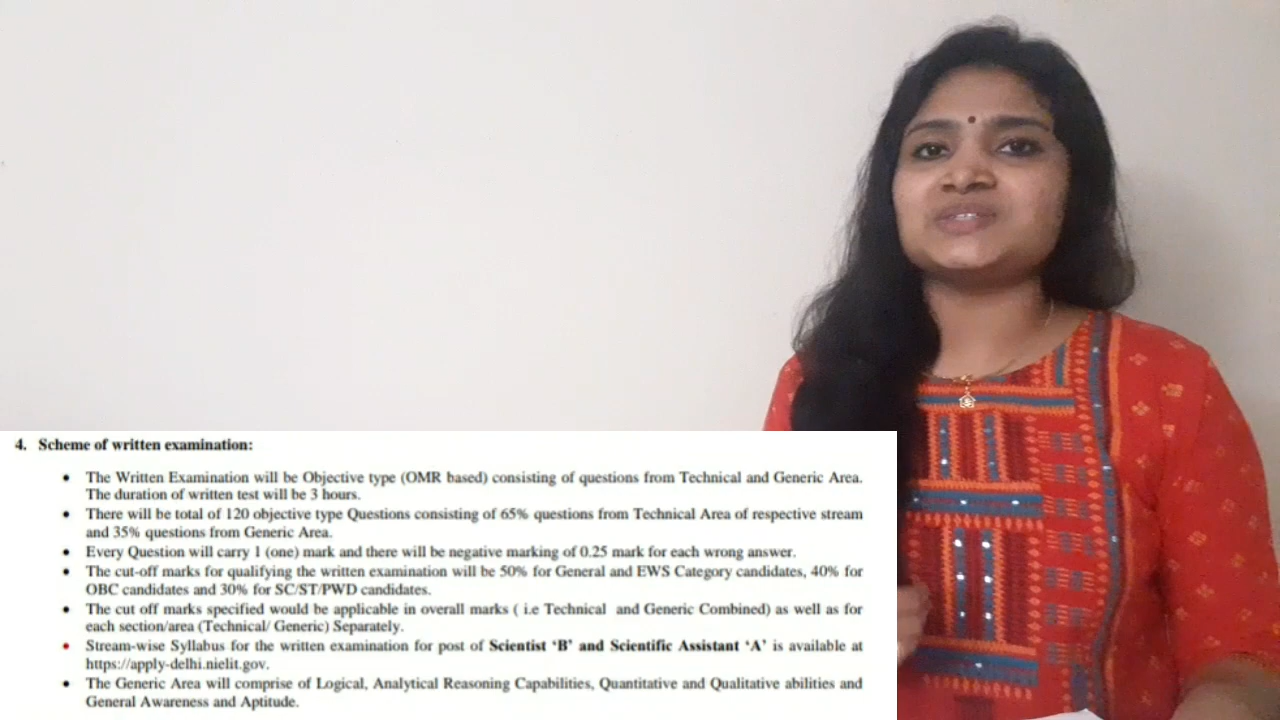 4. Scheme of written examination:
• The Written Examination will be Objective type (OMR based) consisting of questions from Technical and Generic Area.
The duration of written test will be 3 hours.
• There will be total of 120 objective type Questions consisting of 65% questions from Technical Area of respective stream
and 35% questions from Generic Area.
• Every Question will carry 1 (one) mark and there will be negative marking of 0.25 mark for each wrong answer.
• The cut-off marks for qualifying the written examination will be 50% for General and EWS Category candidates, 40% for
OBC candidates and 30% for SC/ST/PWD candidates.
• The cut off marks specified would be applicable in overall marks ( i.e Technical and Generic Combined) as well as for
each section/area (Technical/ Generic) Separately.
• Stream-wise Syllabus for the written examination for post of Scientist ‘B’ and Scientific Assistant ‘A’ is available at
https://apply-delhi.nielit.gov.
• The Generic Area will comprise of Logical, Analytical Reasoning Capabilities, Quantitative and Qualitative abilities and
General Awareness and Aptitude.